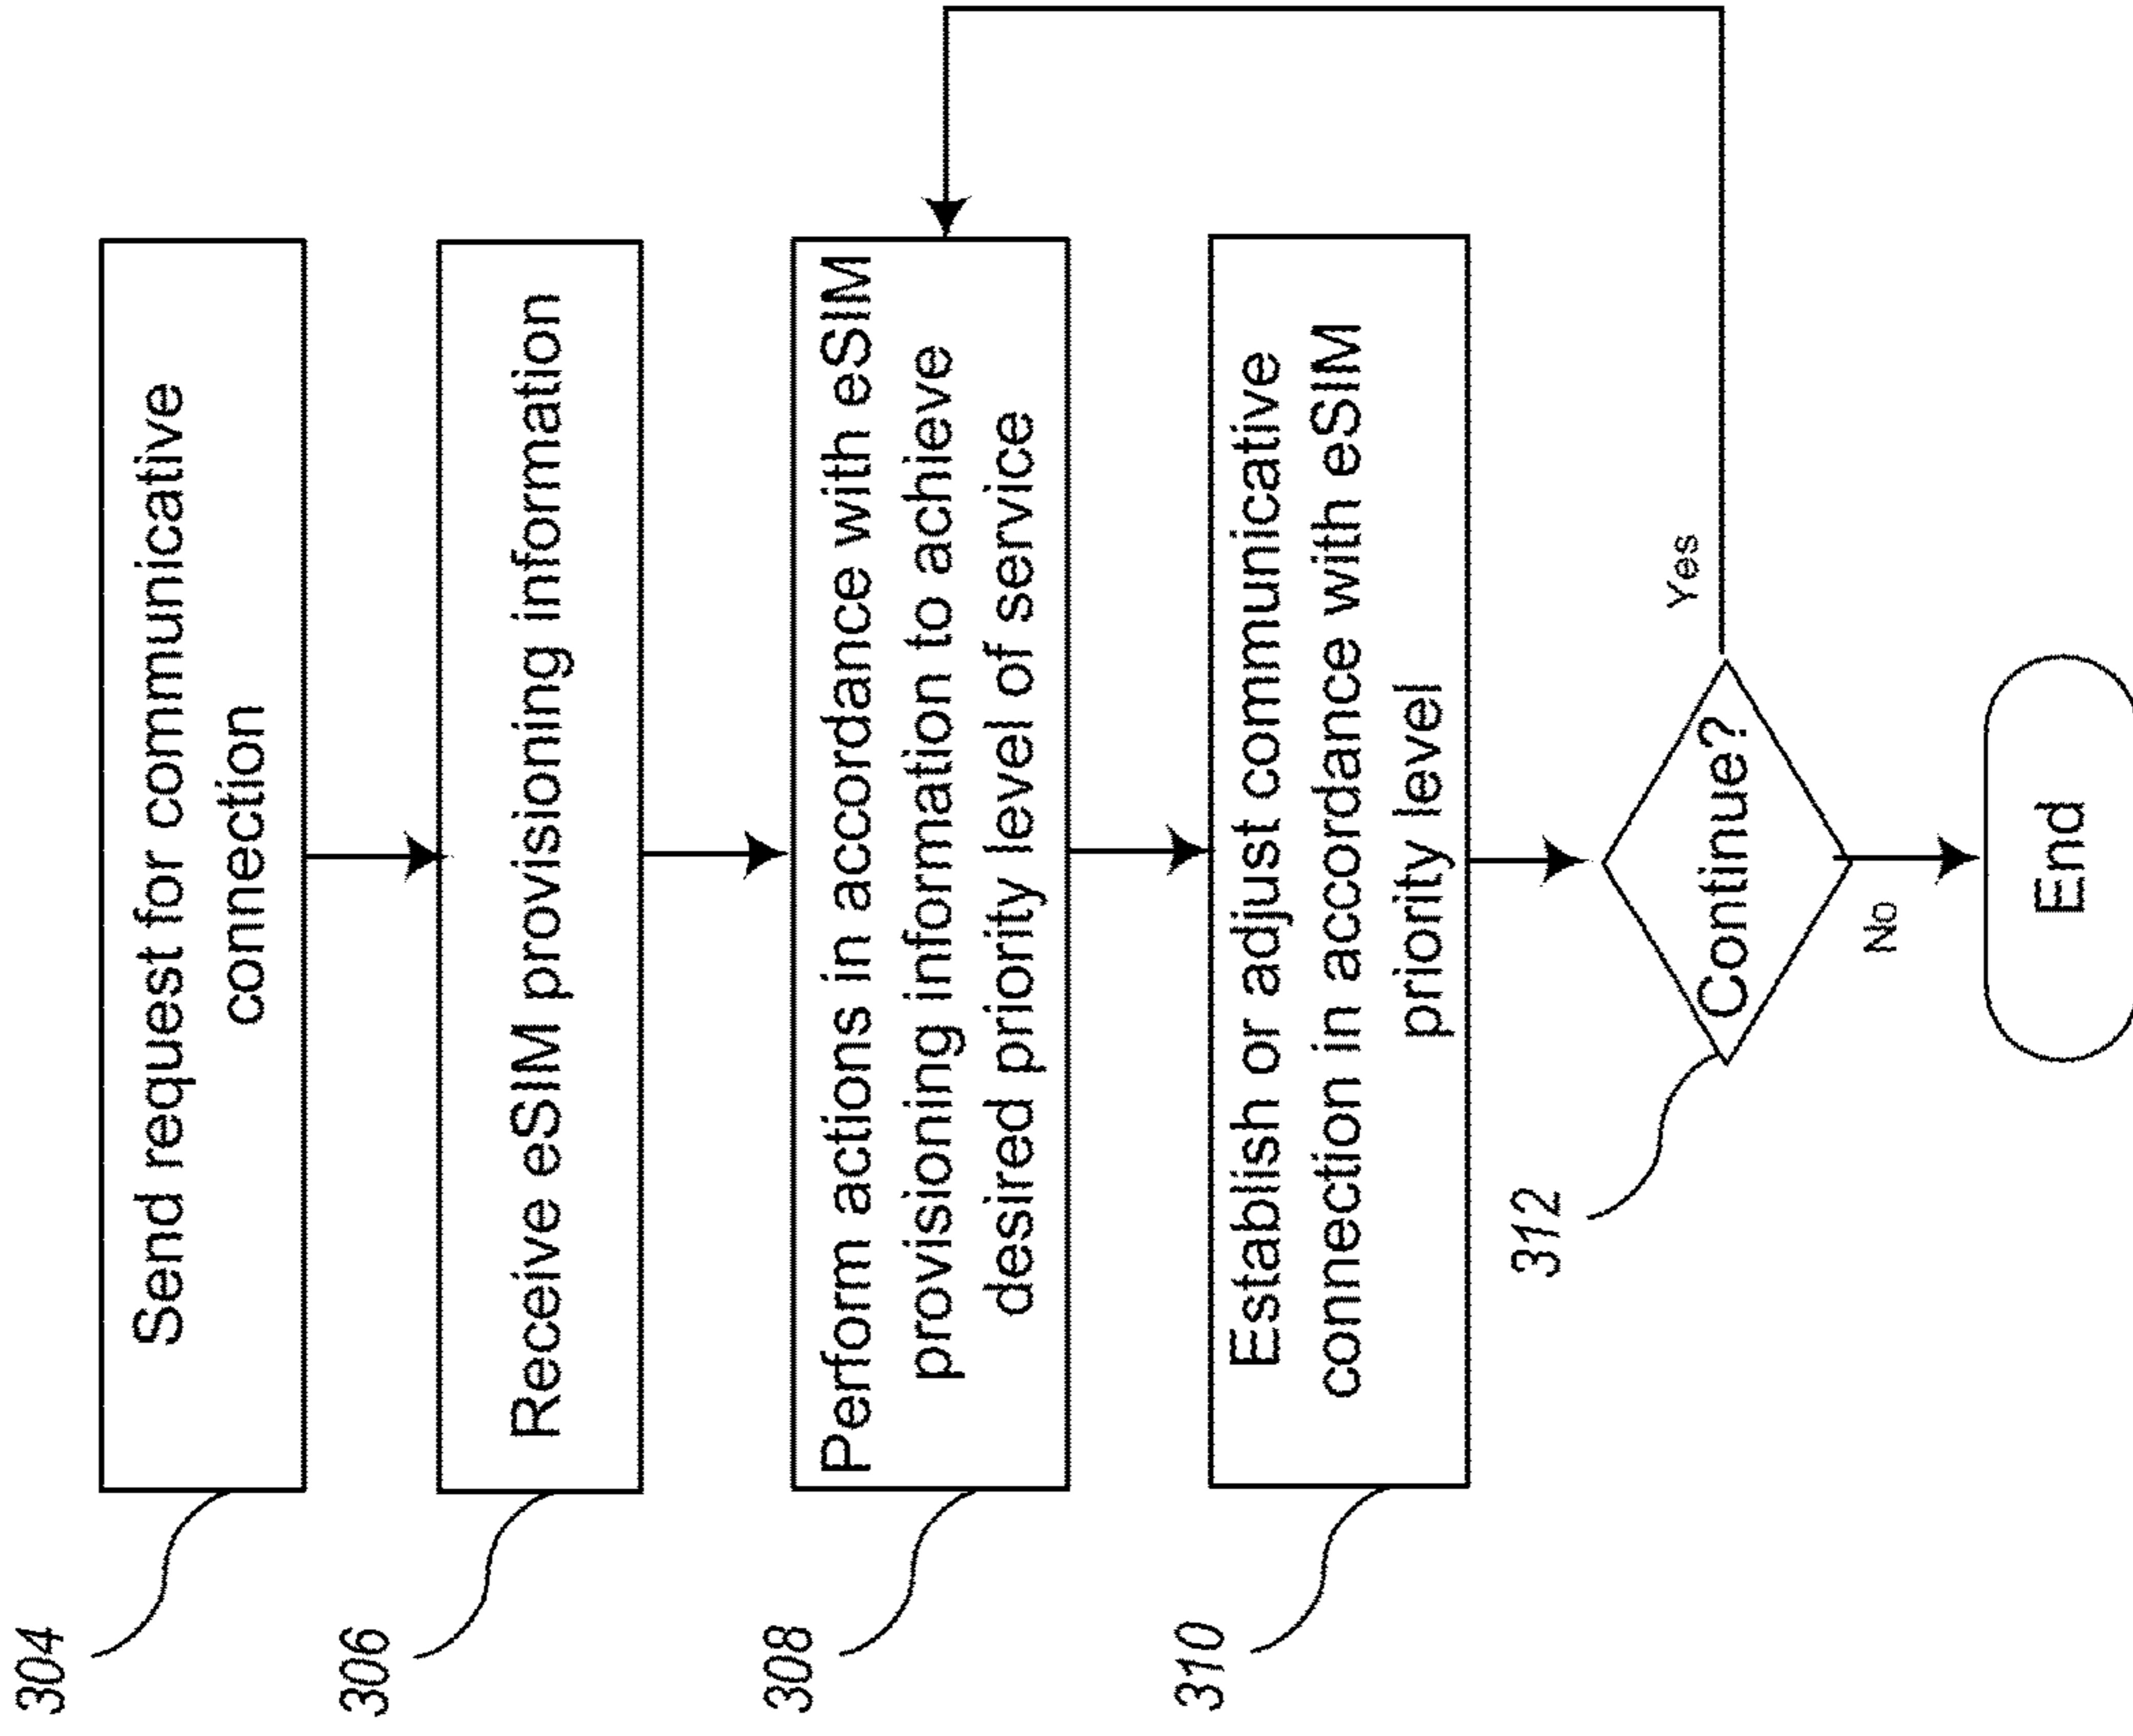 304
Send request for communicative
connection
306
Receive eSIM provisioning information
308
Perform actions in accordance with eSIM
provisioning information to achieve
desired priority level of service
310
Establish or adjust communicative
connection in accordance with eSIM
priority level
312
Continue?
Yes
No
End